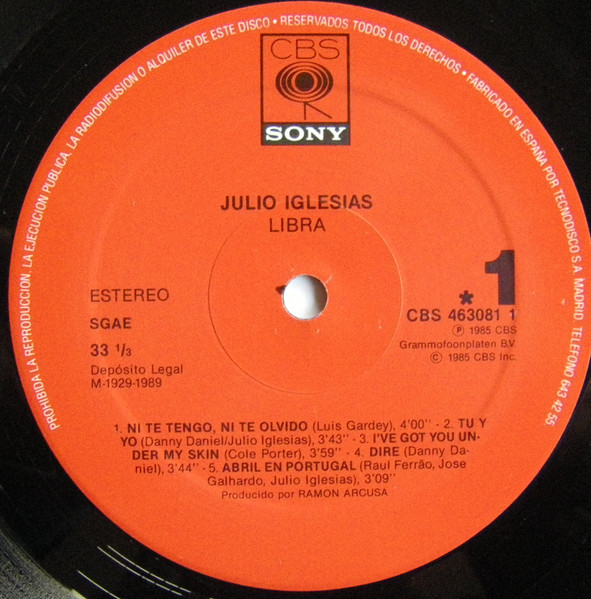 PROHIBIDA LA REPRODUCCION. LA EJECUCION PUBLICA. LA RADIODIFUSION O ALQUILER DE ESTE DISCO • RESERVADOS TODOS LOS DERECHOS • FABRICADO EN ESPAÑA POR TECNODISCO S.A. MADRID. TELEFONO 643 42 55.
CBS
SONY
JULIO IGLESIAS
LIBRA
ESTEREO
* 1
SGAE
CBS 463081 1
Ⓟ 1985 CBS
33 1/3
Grammofoonplaten B.V.
© 1985 CBS Inc.
Depósito Legal
M-1929-1989
1. NI TE TENGO, NI TE OLVIDO (Luis Gardey), 4'00" - 2. TU Y
YO (Danny Daniel/Julio Iglesias), 3'43" - 3. I'VE GOT YOU UN-
DER MY SKIN (Cole Porter), 3'59" - 4. DIRE (Danny Da-
niel), 3'44" - 5. ABRIL EN PORTUGAL (Raul Ferrão, Jose
Galhardo, Julio Iglesias), 3'09"
Producido por RAMON ARCUSA